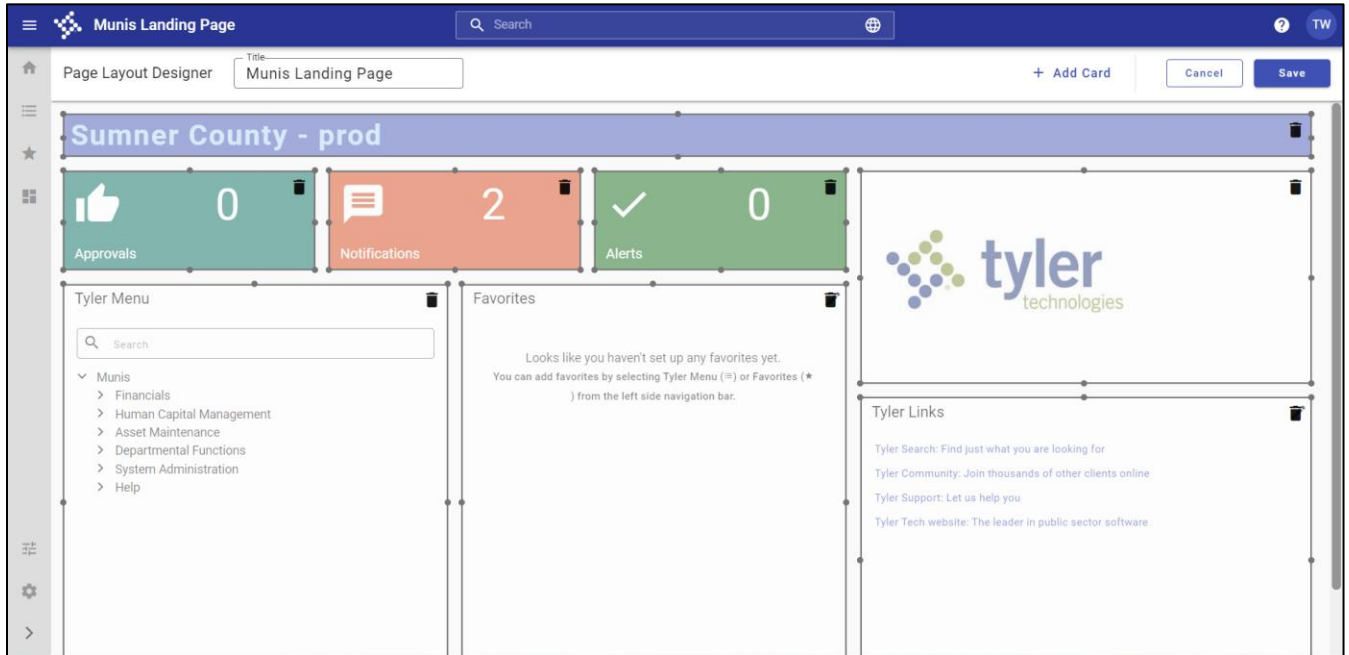 Munis Landing Page
Search
TW
Page Layout Designer
Title
Munis Landing Page
+ Add Card
Cancel
Save
Sumner County - prod
0
Approvals
2
Notifications
0
Alerts
tyler
technologies
Tyler Menu
Search
Munis
Financials
Human Capital Management
Asset Maintenance
Departmental Functions
System Administration
Help
Favorites
Looks like you haven't set up any favorites yet.
You can add favorites by selecting Tyler Menu (≡) or Favorites (★
) from the left side navigation bar.
Tyler Links
Tyler Search: Find just what you are looking for
Tyler Community: Join thousands of other clients online
Tyler Support: Let us help you
Tyler Tech website: The leader in public sector software